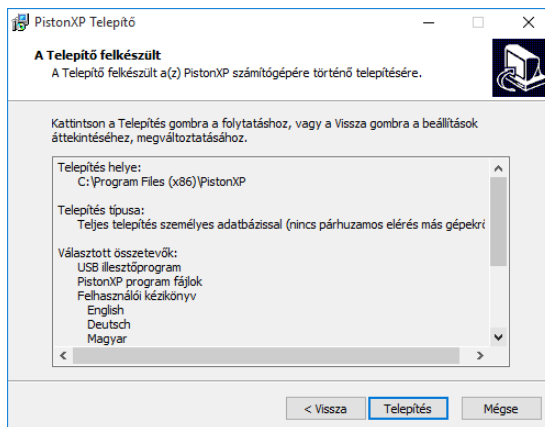 PistonXP Telepítő
A Telepítő felkészült
A Telepítő felkészült a(z) PistonXP számítógépére történő telepítésére.
Kattintson a Telepítés gombra a folytatáshoz, vagy a Vissza gombra a beállítások
áttekintéséhez, megváltoztatásához.
Telepítés helye:
C:\Program Files (x86)\PistonXP
Telepítés típusa:
Teljes telepítés személyes adatbázissal (nincs párhuzamos elérés más gépekrő
Választott összetevők:
USB illesztőprogram
PistonXP program fájlok
Felhasználói kézikönyv
English
Deutsch
Magyar
< Vissza
Telepítés
Mégse